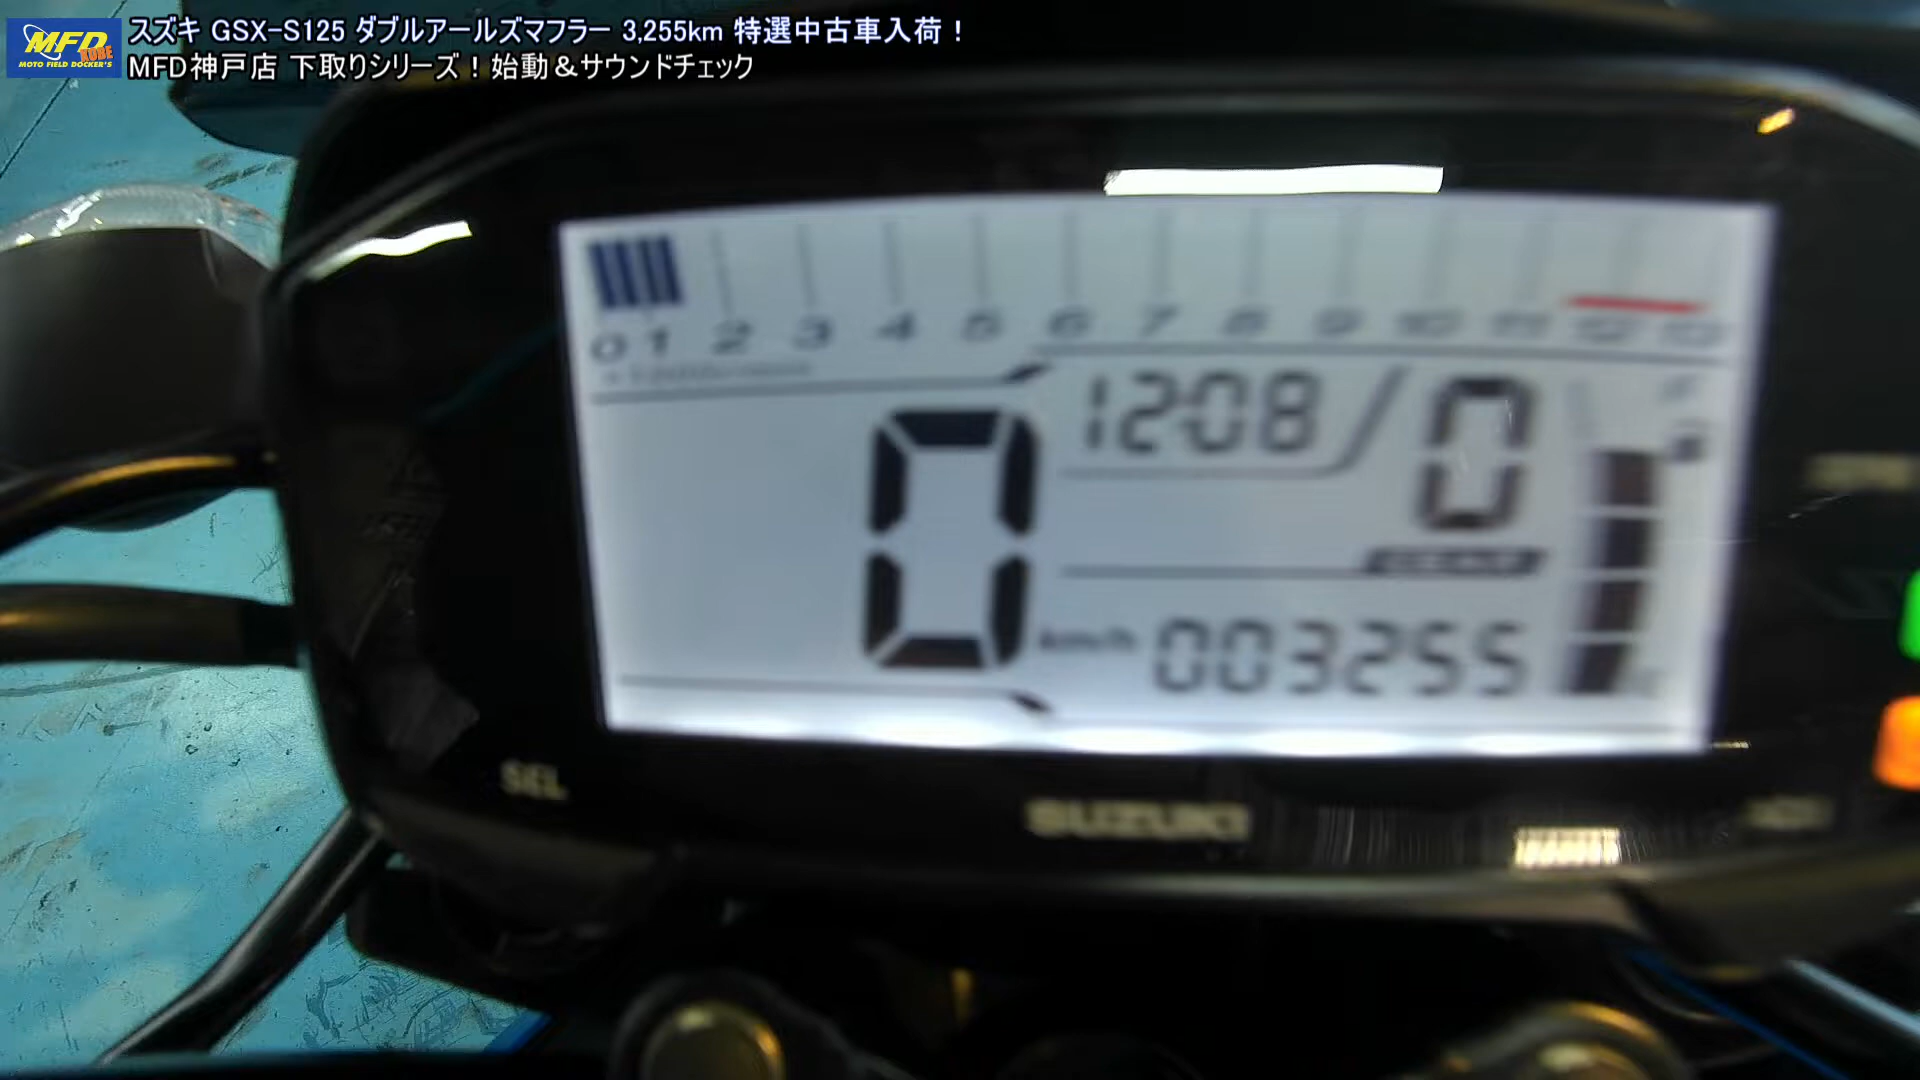 スズキ GSX-S125 ダブルアールズマフラー 3,255km 特選中古車入荷！
MFD神戸店 下取りシリーズ！始動＆サウンドチェック
MFD KOBE
MOTO FIELD DOCKER'S
0 1 2 3 4 5 6 7 8 9 10 11 12 13
12:08 0
0 km/h 003255
SEL
SUZUKI